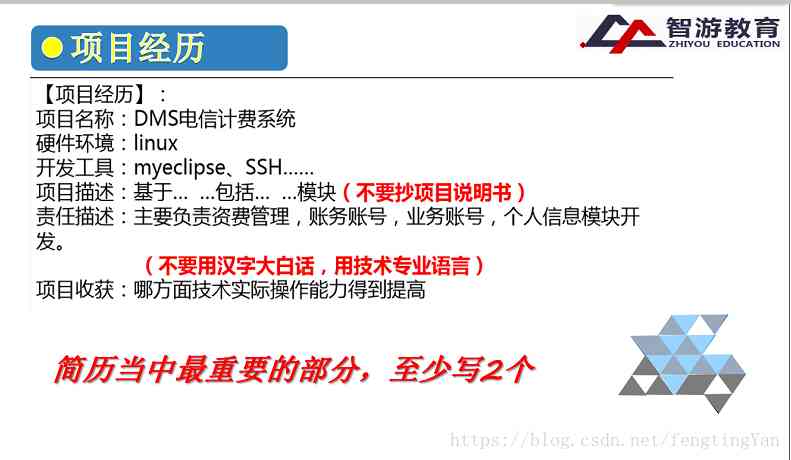 项目经历
智游教育
ZHIYOU EDUCATION
【项目经历】:
项目名称:DMS电信计费系统
硬件环境:linux
开发工具:myeclipse、SSH......
项目描述:基于... ...包括... ...模块(不要抄项目说明书)
责任描述:主要负责资费管理,账务账号,业务账号,个人信息模块开
发。
(不要用汉字大白话,用技术专业语言)
项目收获:哪方面技术实际操作能力得到提高
简历当中最重要的部分,至少写2个
https://blog.csdn.net/fengtingYan